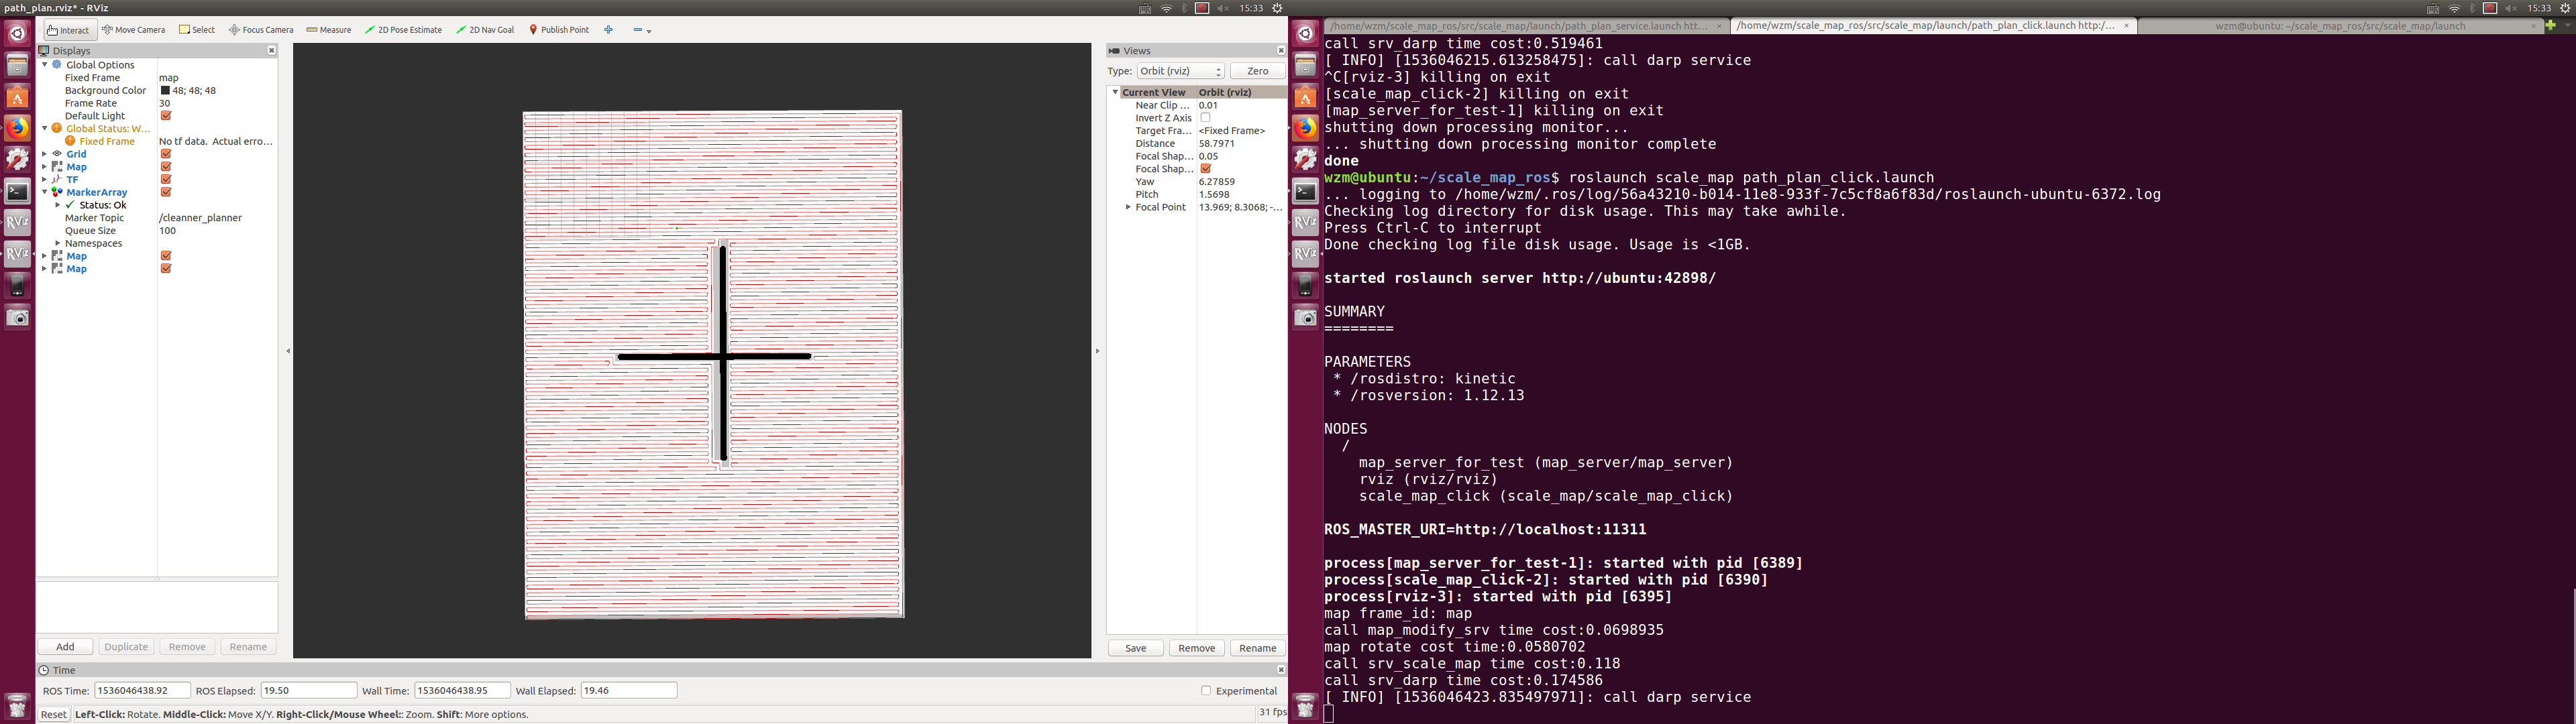 path_plan.rviz* - RViz
15:33
Interact Move Camera Select Focus Camera Measure 2D Pose Estimate 2D Nav Goal Publish Point
Displays
Global Options
Fixed Frame map
Background Color 48; 48; 48
Frame Rate 30
Default Light
Global Status: W...
Fixed Frame No tf data. Actual erro...
Grid
Map
TF
MarkerArray
Status: Ok
Marker Topic /cleanner_planner
Queue Size 100
Namespaces
Map
Map
Add Duplicate Remove Rename
Views
Type: Orbit (rviz) Zero
Current View Orbit (rviz)
Near Clip ... 0.01
Invert Z Axis
Target Fra... <Fixed Frame>
Distance 58.7971
Focal Shap... 0.05
Focal Shap...
Yaw 6.27859
Pitch 1.5698
Focal Point 13.969; 8.3068; -...
Save Remove Rename
Time
ROS Time: 1536046438.92 ROS Elapsed: 19.50 Wall Time: 1536046438.95 Wall Elapsed: 19.46 Experimental
Reset Left-Click: Rotate. Middle-Click: Move X/Y. Right-Click/Mouse Wheel:: Zoom. Shift: More options. 31 fps
RViz
RViz
15:33
/home/wzm/scale_map_ros/src/scale_map/launch/path_plan_service.launch htt... × /home/wzm/scale_map_ros/src/scale_map/launch/path_plan_click.launch http:/... × wzm@ubuntu: ~/scale_map_ros/src/scale_map/launch ×
RViz
RViz
call srv_darp time cost:0.519461
[ INFO] [1536046215.613258475]: call darp service
^C[rviz-3] killing on exit
[scale_map_click-2] killing on exit
[map_server_for_test-1] killing on exit
shutting down processing monitor...
... shutting down processing monitor complete
done
wzm@ubuntu:~/scale_map_ros$ roslaunch scale_map path_plan_click.launch
... logging to /home/wzm/.ros/log/56a43210-b014-11e8-933f-7c5cf8a6f83d/roslaunch-ubuntu-6372.log
Checking log directory for disk usage. This may take awhile.
Press Ctrl-C to interrupt
Done checking log file disk usage. Usage is <1GB.
started roslaunch server http://ubuntu:42898/
SUMMARY
========
PARAMETERS
* /rosdistro: kinetic
* /rosversion: 1.12.13
NODES
/
map_server_for_test (map_server/map_server)
rviz (rviz/rviz)
scale_map_click (scale_map/scale_map_click)
ROS_MASTER_URI=http://localhost:11311
process[map_server_for_test-1]: started with pid [6389]
process[scale_map_click-2]: started with pid [6390]
process[rviz-3]: started with pid [6395]
map frame_id: map
call map_modify_srv time cost:0.0698935
map rotate cost time:0.0580702
call srv_scale_map time cost:0.118
call srv_darp time cost:0.174586
[ INFO] [1536046423.835497971]: call darp service